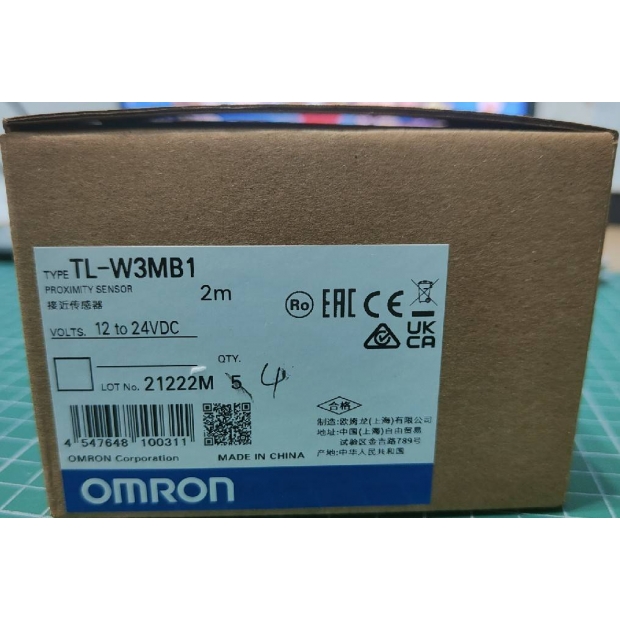 TYPE TL-W3MB1
PROXIMITY SENSOR 2m
接近传感器
VOLTS. 12 to 24VDC
Ro EAC CE
UK CA
QTY.
LOT No. 21222M 5 4
合格
制造:欧姆龙(上海)有限公司
地址:中国(上海)自由贸易
试验区金吉路789号
产地:中华人民共和国
4 547648 100311
OMRON Corporation MADE IN CHINA
OMRON